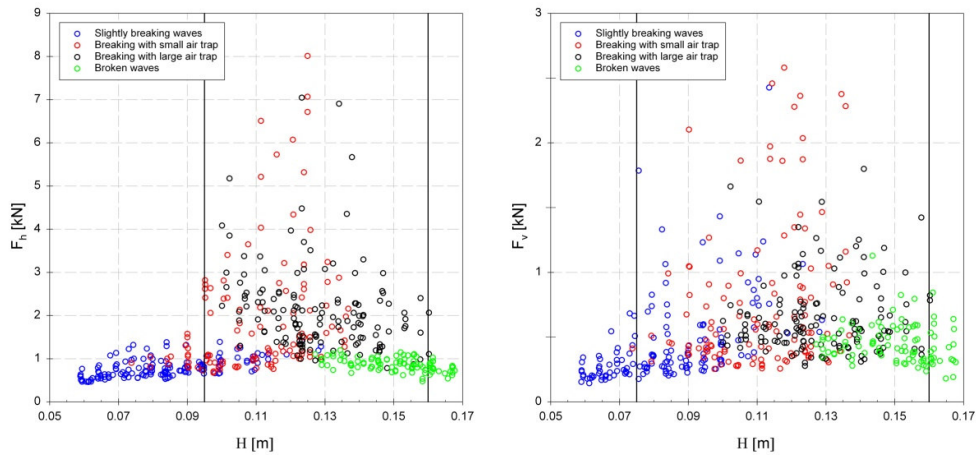 9
8
7
6
5
4
3
2
1
0
F_h [kN]
Slightly breaking waves
Breaking with small air trap
Breaking with large air trap
Broken waves
0.05 0.07 0.09 0.11 0.13 0.15 0.17
H [m]
3
2
1
0
F_v [kN]
Slightly breaking waves
Breaking with small air trap
Breaking with large air trap
Broken waves
0.05 0.07 0.09 0.11 0.13 0.15 0.17
H [m]